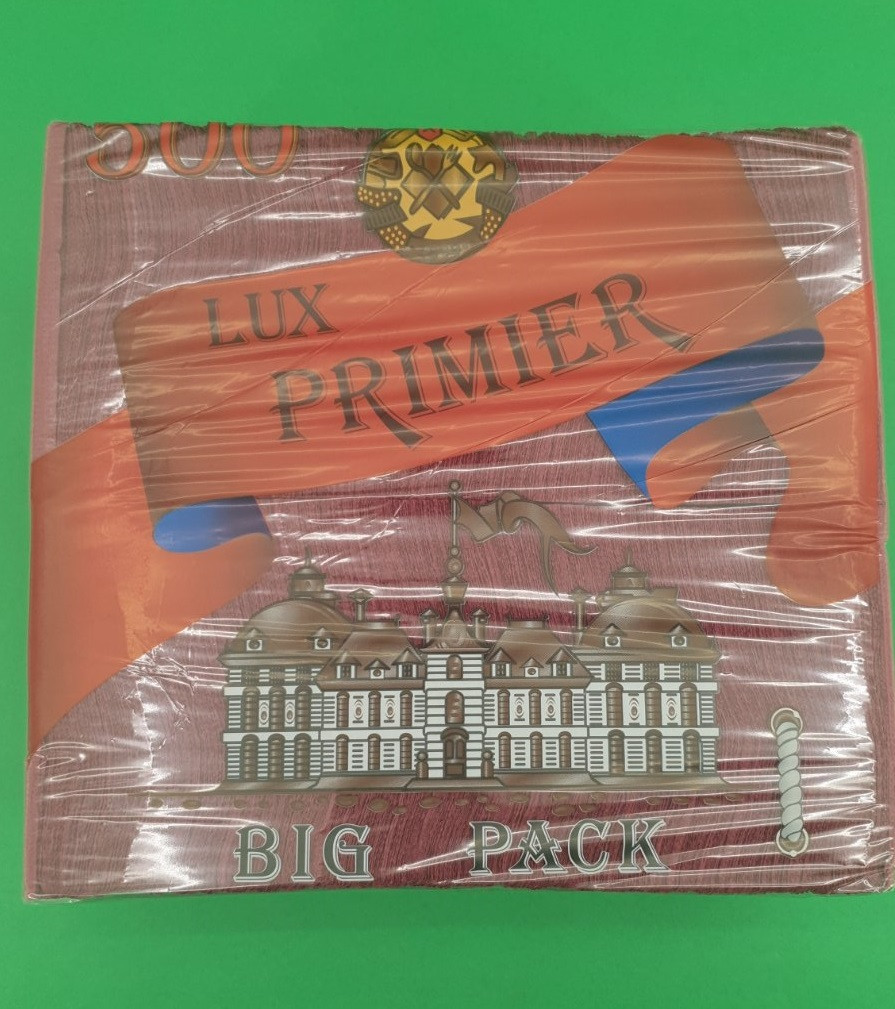 500
LUX
PRIMIER
BIG PACK